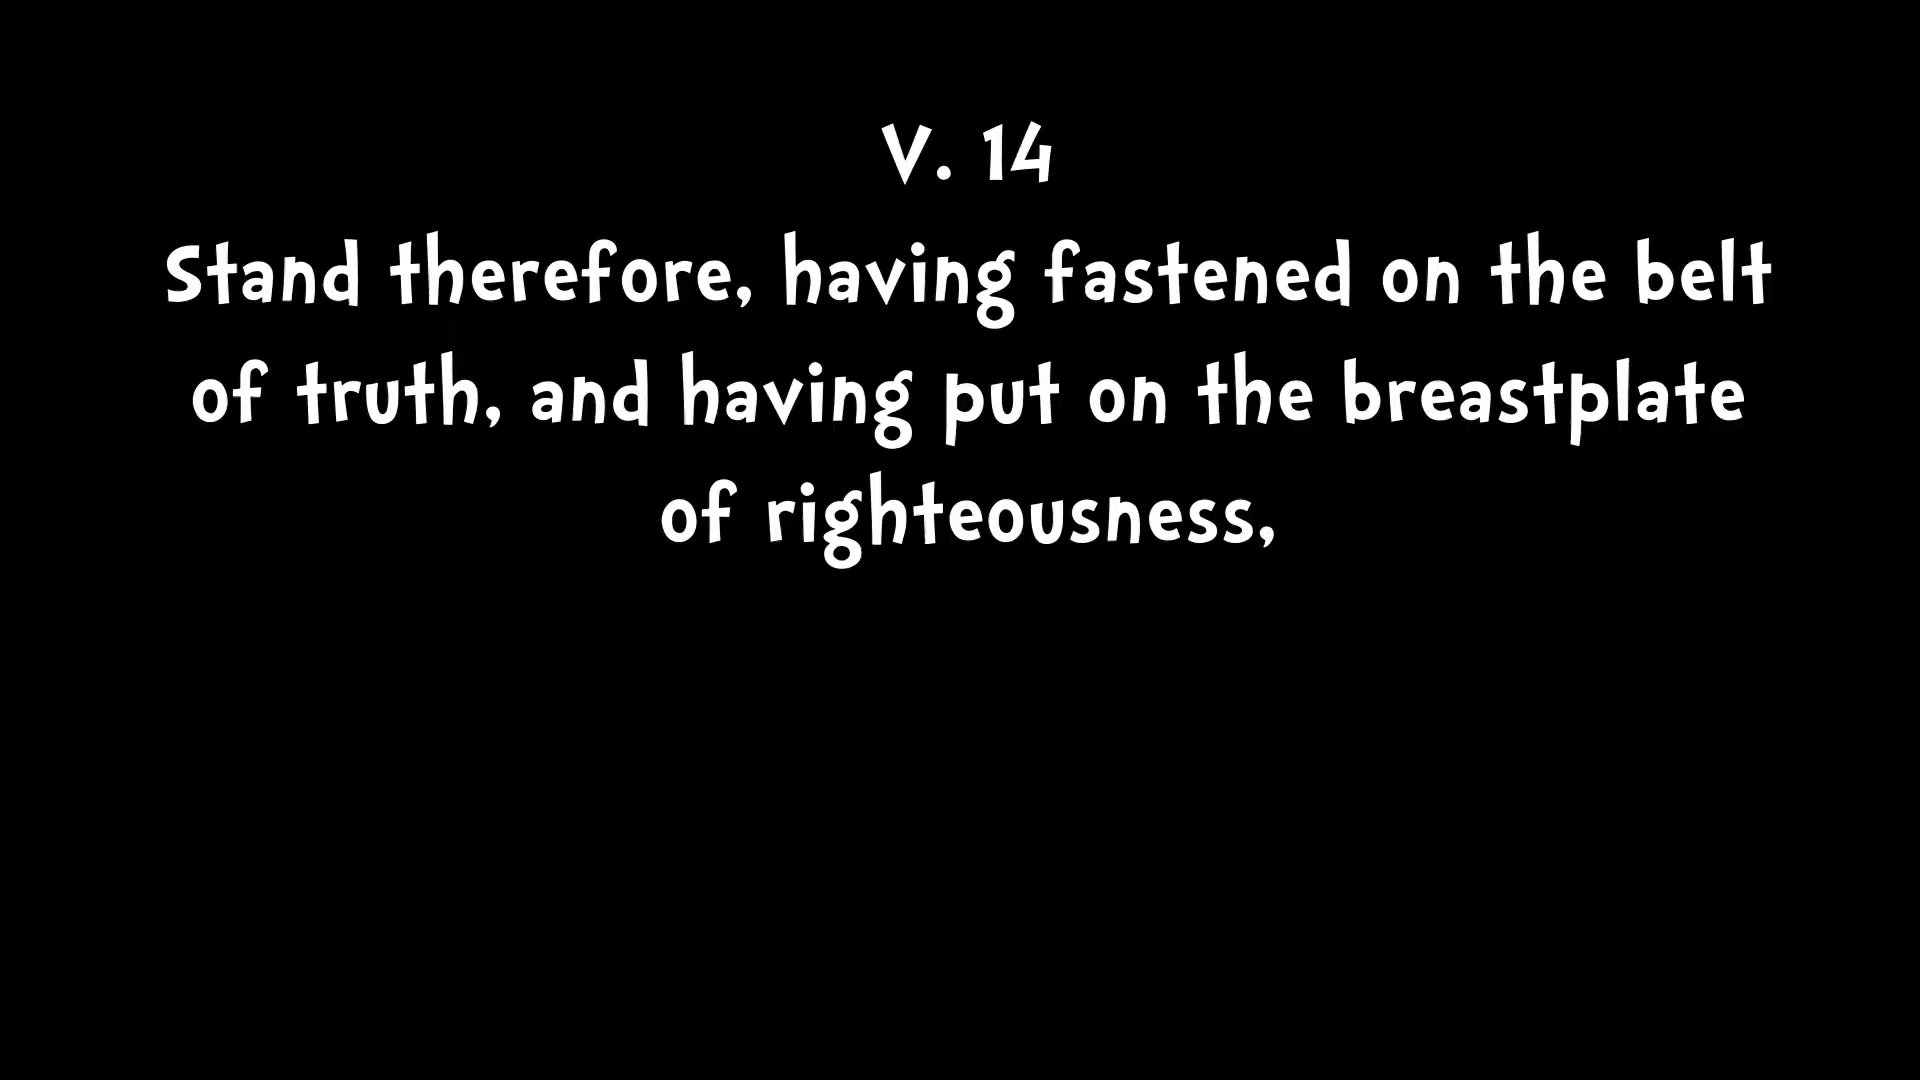 V. 14
Stand therefore, having fastened on the belt
of truth, and having put on the breastplate
of righteousness,